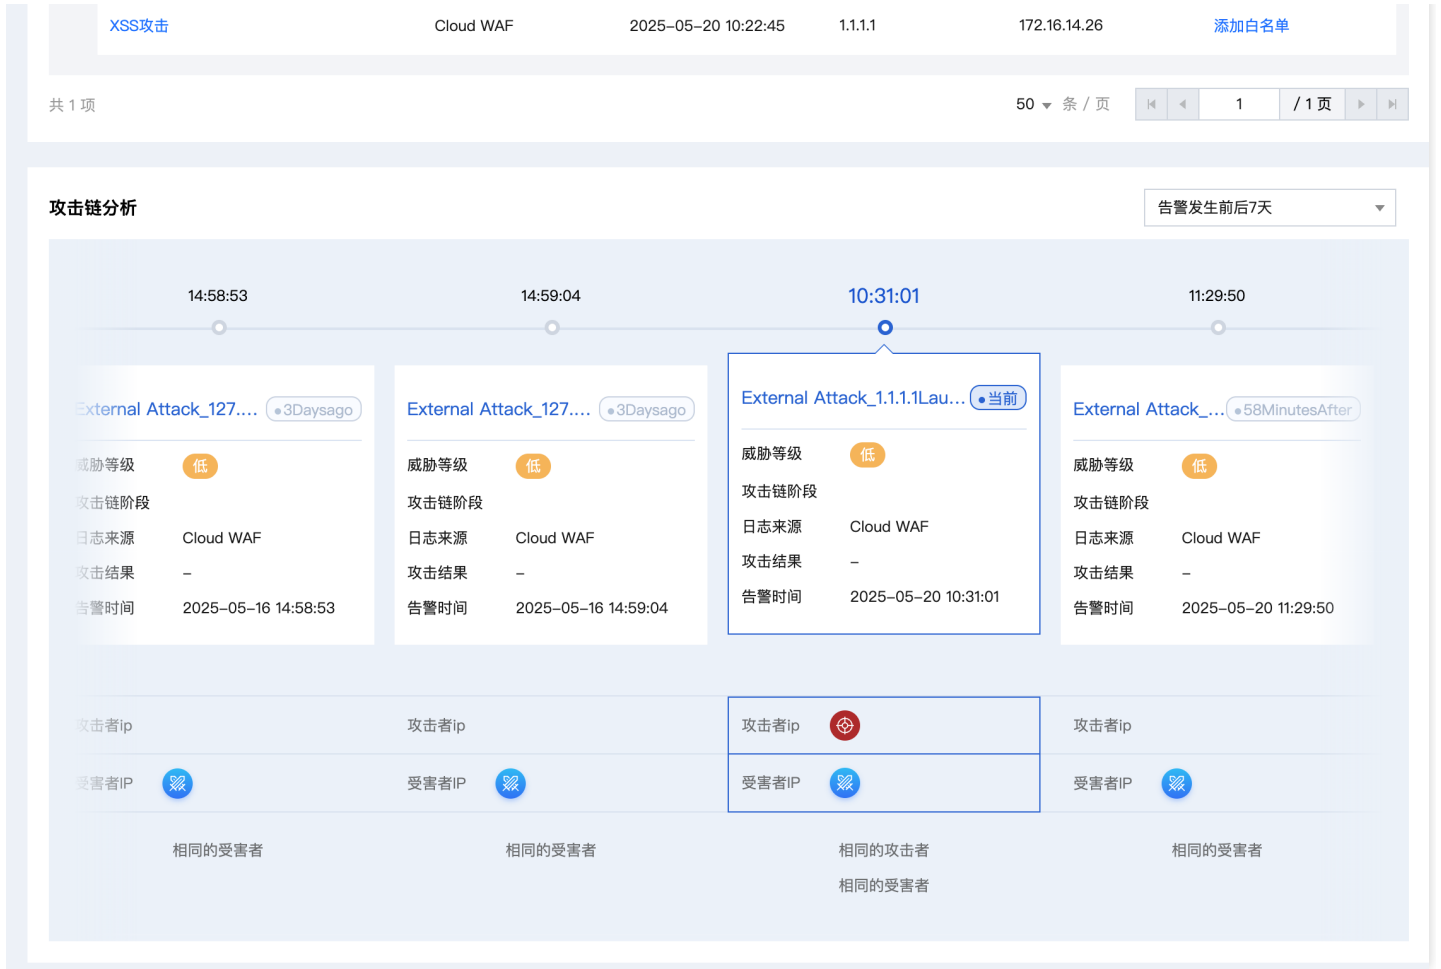 XSS攻击 Cloud WAF 2025-05-20 10:22:45 1.1.1.1 172.16.14.26 添加白名单
共 1 项 50 条 / 页 1 / 1 页
攻击链分析 告警发生前后7天
14:58:53 14:59:04 10:31:01 11:29:50
External Attack_127.... 3Daysago External Attack_127.... 3Daysago External Attack_1.1.1.1Lau... 当前 External Attack_... 58MinutesAfter
威胁等级 低 威胁等级 低 威胁等级 低 威胁等级 低
攻击链阶段 攻击链阶段 攻击链阶段 攻击链阶段
日志来源 Cloud WAF 日志来源 Cloud WAF 日志来源 Cloud WAF 日志来源 Cloud WAF
攻击结果 – 攻击结果 – 攻击结果 – 攻击结果 –
告警时间 2025-05-16 14:58:53 告警时间 2025-05-16 14:59:04 告警时间 2025-05-20 10:31:01 告警时间 2025-05-20 11:29:50
攻击者ip 攻击者ip 攻击者ip 攻击者ip
受害者IP 受害者IP 受害者IP 受害者IP
相同的受害者 相同的受害者 相同的攻击者 相同的受害者
相同的受害者